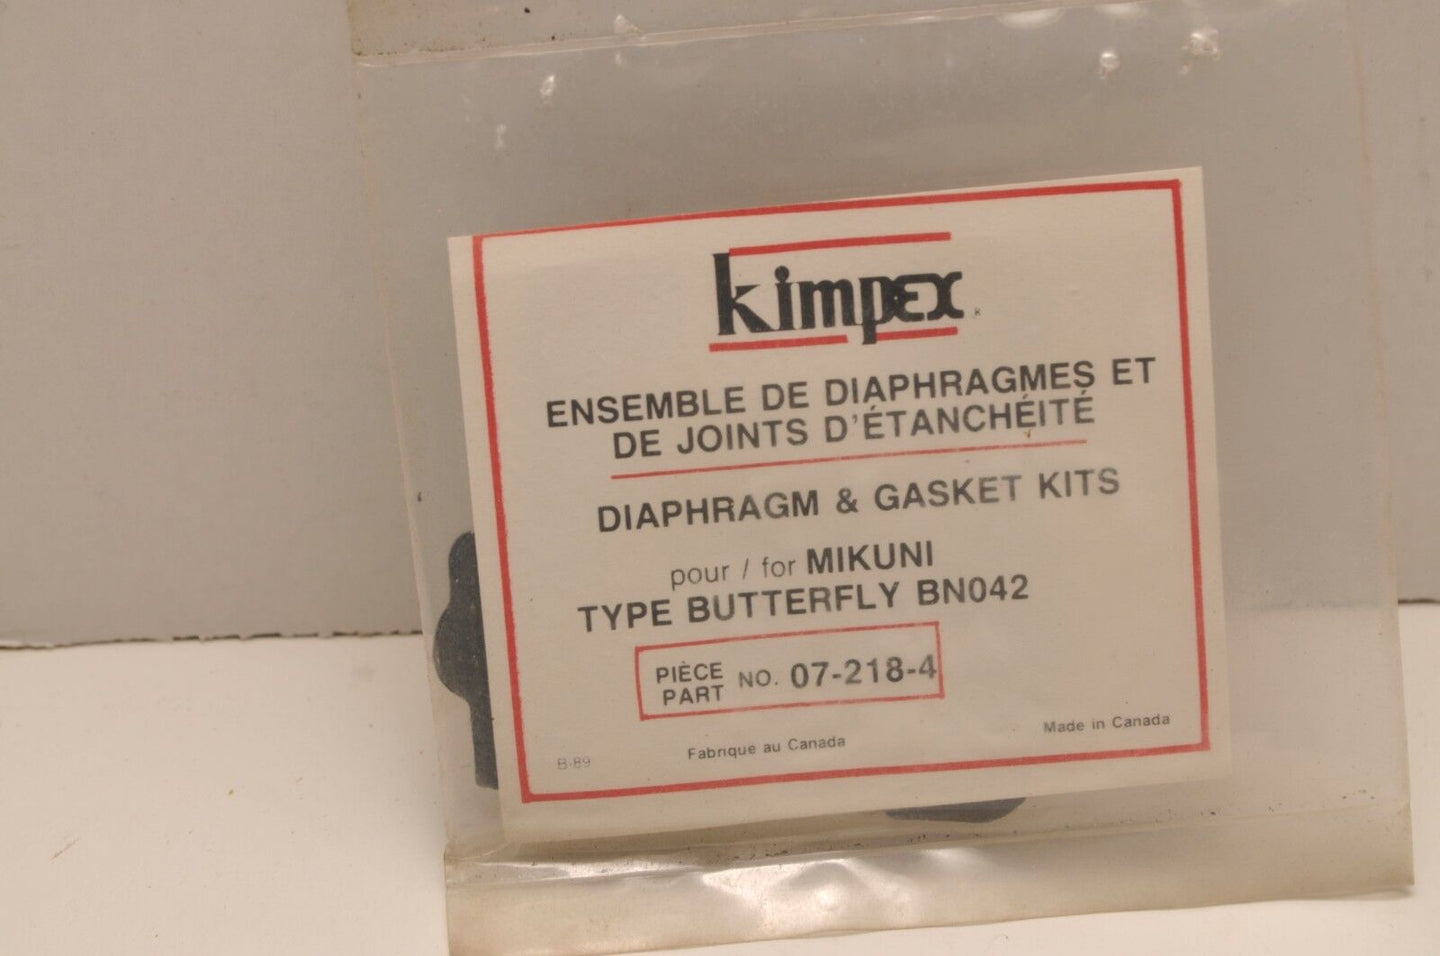 kimpex
ENSEMBLE DE DIAPHRAGMES ET
DE JOINTS D'ÉTANCHÉITÉ
DIAPHRAGM & GASKET KITS
pour / for MIKUNI
TYPE BUTTERFLY BN042
PIÈCE
PART NO. 07-218-4
B-89 Fabrique au Canada Made in Canada